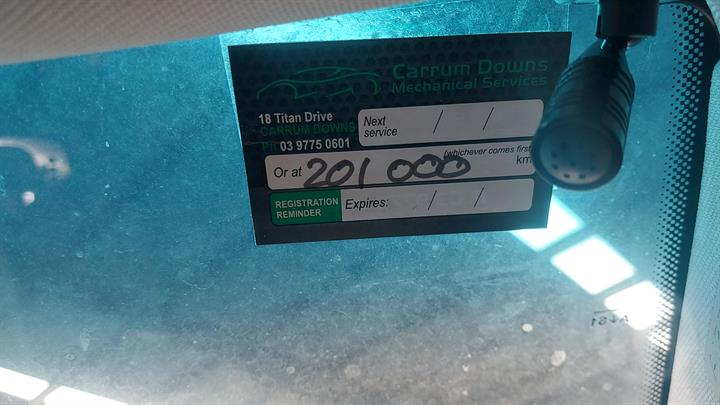 Carrum Downs
Mechanical Services
18 Titan Drive
CARRUM DOWNS
Ph 03 9775 0601
Next service / /
(whichever comes first)
Or at 201 000 km
REGISTRATION REMINDER
Expires: / /